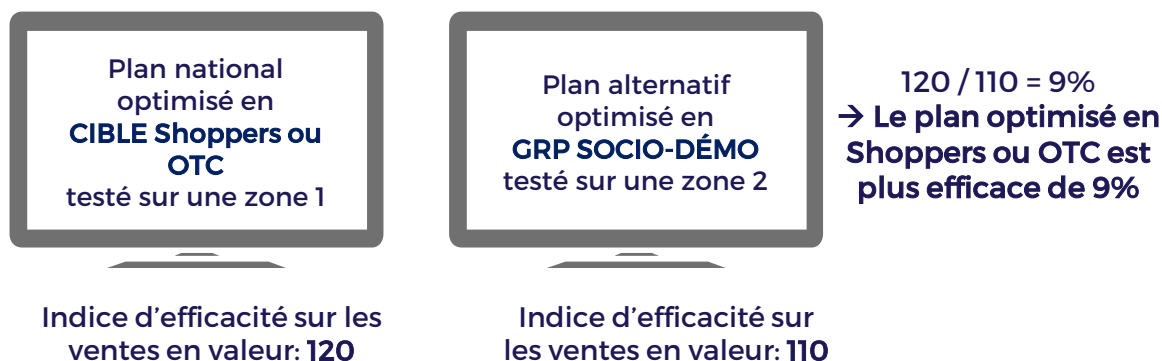 Plan national
optimisé en
CIBLE Shoppers ou
OTC
testé sur une zone 1
Indice d’efficacité sur les
ventes en valeur: 120
Plan alternatif
optimisé en
GRP SOCIO-DÉMO
testé sur une zone 2
Indice d’efficacité sur
les ventes en valeur: 110
120 / 110 = 9%
→ Le plan optimisé en
Shoppers ou OTC est
plus efficace de 9%